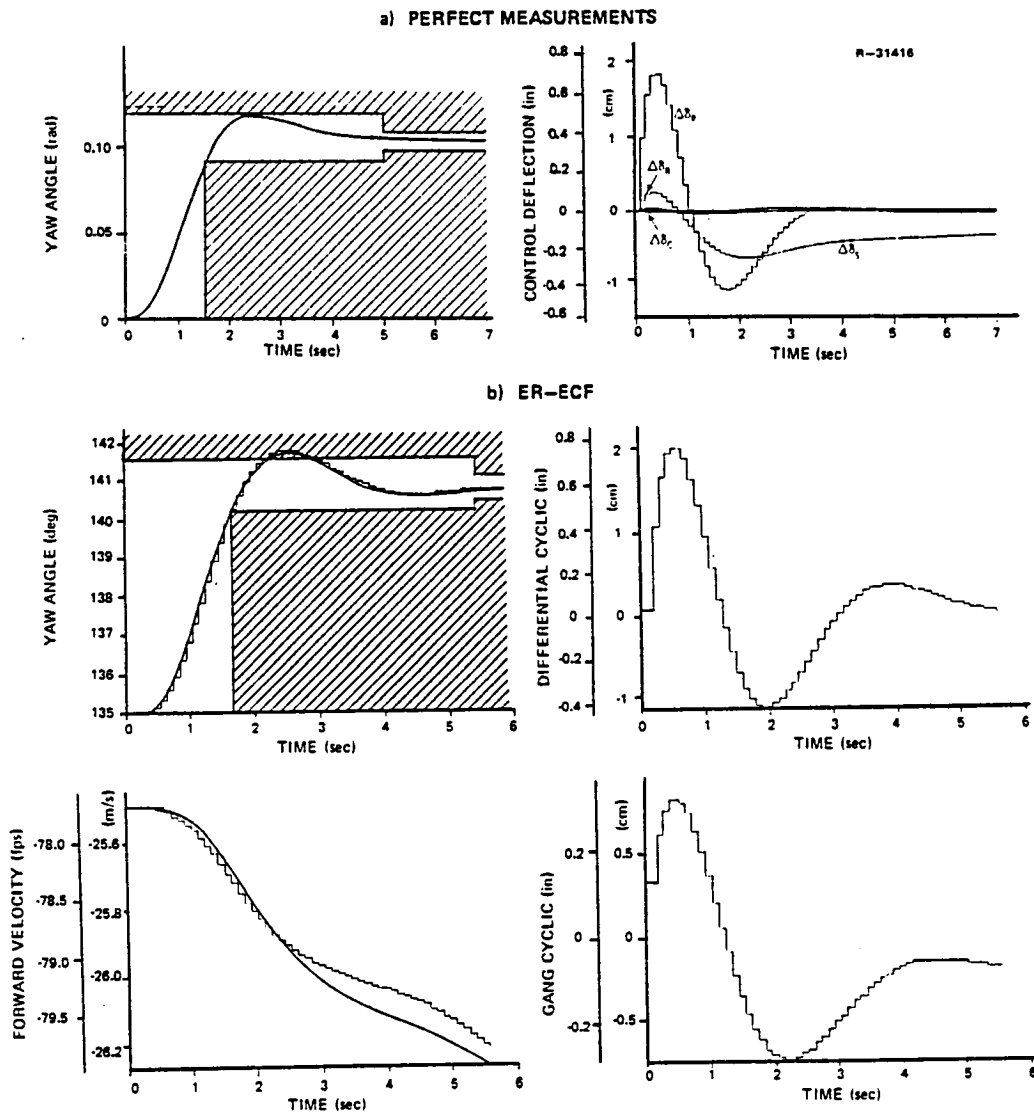 a) PERFECT MEASUREMENTS
R-31416
YAW ANGLE (rad)
0.10
0.05
0
0 1 2 3 4 5 6 7
TIME (sec)
CONTROL DEFLECTION (in)
0.8
0.6
0.4
0.2
0
-0.2
-0.4
-0.6
(cm)
2
1
0
-1
ΔδB
ΔδC
ΔδS
0 1 2 3 4 5 6 7
TIME (sec)
b) ER-ECF
YAW ANGLE (deg)
142
141
140
139
138
137
136
135
0 1 2 3 4 5 6
TIME (sec)
DIFFERENTIAL CYCLIC (in)
0.8
0.6
0.4
0.2
0
-0.2
-0.4
(cm)
2
1
0
-1
0 1 2 3 4 5 6
TIME (sec)
FORWARD VELOCITY (fps)
-78.0
-78.5
-79.0
-79.5
(m/s)
-25.6
-25.8
-26.0
-26.2
0 1 2 3 4 5 6
TIME (sec)
GANG CYCLIC (in)
0.2
0
-0.2
(cm)
0.5
0
-0.5
0 1 2 3 4 5 6
TIME (sec)